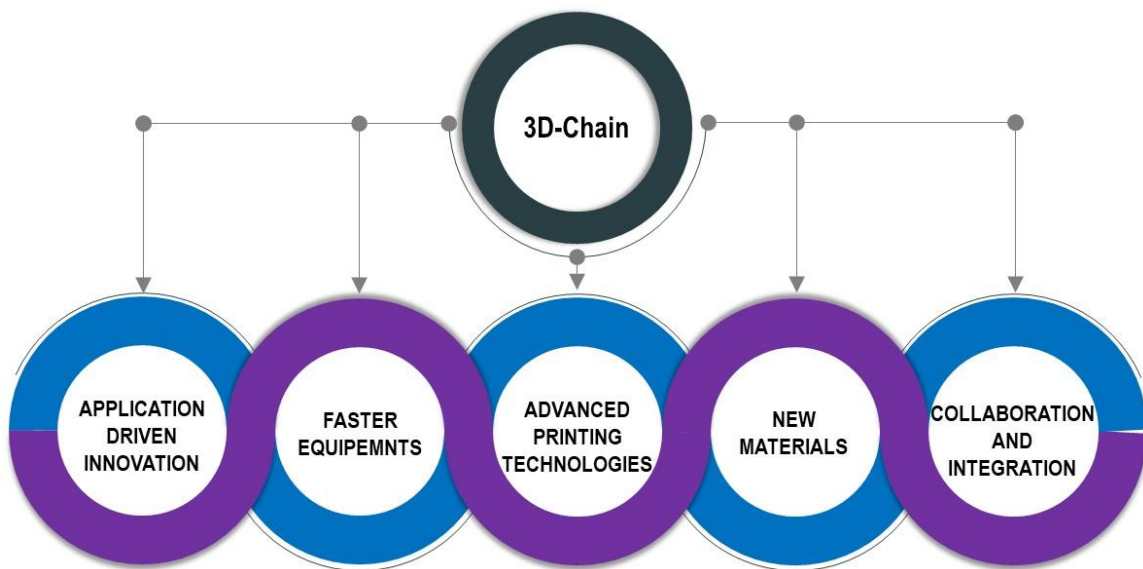 3D-Chain
APPLICATION
DRIVEN
INNOVATION
FASTER
EQUIPEMNTS
ADVANCED
PRINTING
TECHNOLOGIES
NEW
MATERIALS
COLLABORATION
AND
INTEGRATION